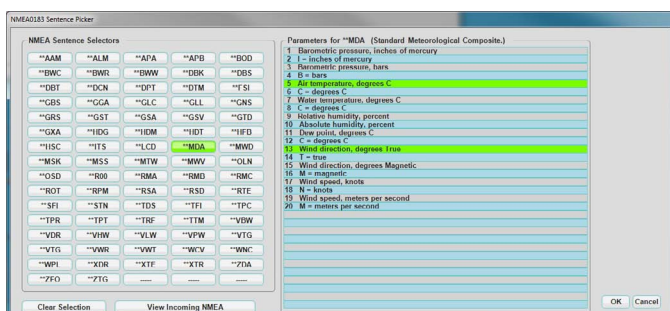 NMEA0183 Sentence Picker
NMEA Sentence Selectors
**AAM **ALM **APA **APB **BOD
**BWC **BWR **BWW **DBK **DBS
**DBT **DCN **DPT **DTM **FSI
**GBS **GGA **GLC **GLL **GNS
**GRS **GST **GSA **GSV **GTD
**GXA **HDG **HDM **HDT **HFD
**HSC **ITS **LCD **MDA **MWD
**MSK **MSS **MTW **MWV **OLN
**OSD **R00 **RMA **RMB **RMC
**ROT **RPM **RSA **RSD **RTE
**SFI **STN **TDS **TFI **TPC
**TPR **TPT **TRF **TTM **VBW
**VDR **VHW **VLW **VPW **VTG
**VTG **VWR **VWT **WCV **WNC
**WPL **XDR **XTE **XTR **ZDA
**ZFO **ZTG ----- ----- -----
Clear Selection View Incoming NMEA
Parameters for **MDA (Standard Meteorological Composite.)
1 Barometric pressure, inches of mercury
2 I = inches of mercury
3 Barometric pressure, bars
4 B = bars
5 Air temperature, degrees C
6 C = degrees C
7 Water temperature, degrees C
8 C = degrees C
9 Relative humidity, percent
10 Absolute humidity, percent
11 Dew point, degrees C
12 C = degrees C
13 Wind direction, degrees True
14 T = true
15 Wind direction, degrees Magnetic
16 M = magnetic
17 Wind speed, knots
18 N = knots
19 Wind speed, meters per second
20 M = meters per second
OK Cancel